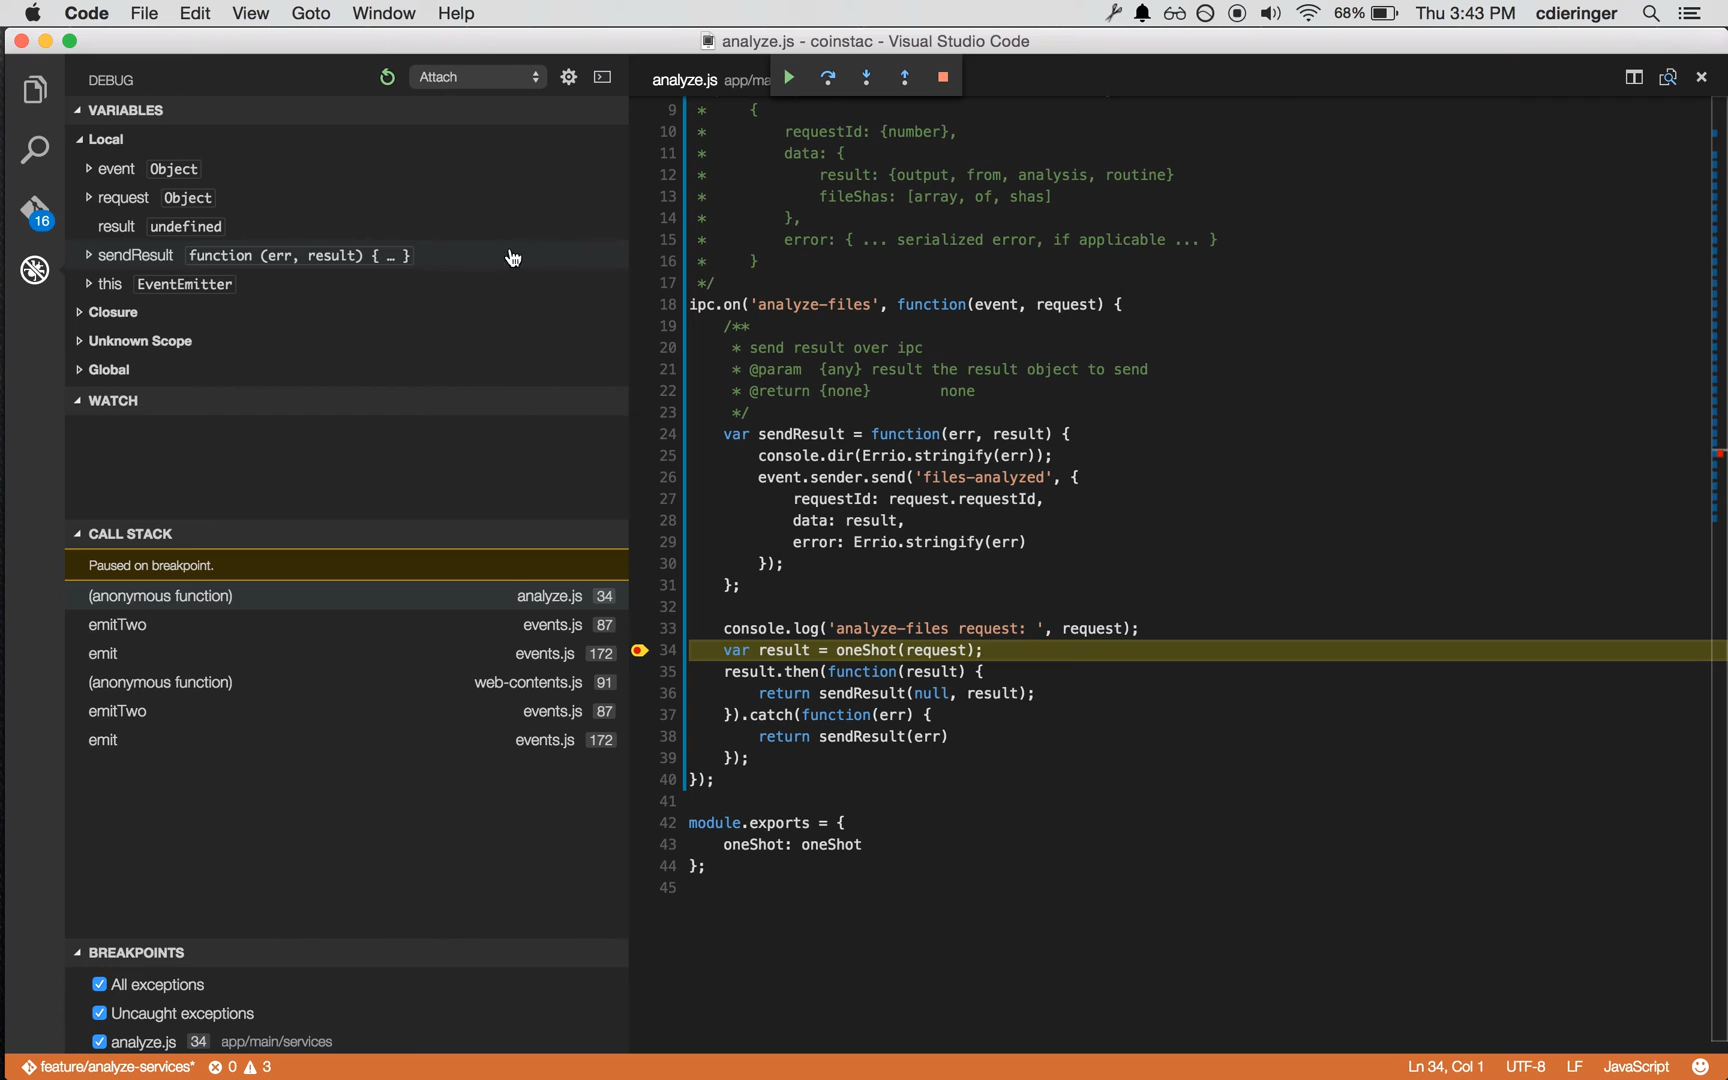 Code File Edit View Goto Window Help 68% Thu 3:43 PM cdieringer
analyze.js - coinstac - Visual Studio Code
DEBUG Attach
VARIABLES
Local
event Object
request Object
result undefined
sendResult function (err, result) { … }
this EventEmitter
Closure
Unknown Scope
Global
WATCH
CALL STACK
Paused on breakpoint.
(anonymous function) analyze.js 34
emitTwo events.js 87
emit events.js 172
(anonymous function) web-contents.js 91
emitTwo events.js 87
emit events.js 172
BREAKPOINTS
All exceptions
Uncaught exceptions
analyze.js 34 app/main/services
16
analyze.js app/ma
9 * {
10 * requestId: {number},
11 * data: {
12 * result: {output, from, analysis, routine}
13 * fileShas: [array, of, shas]
14 * },
15 * error: { ... serialized error, if applicable ... }
16 * }
17 */
18 ipc.on('analyze-files', function(event, request) {
19 /**
20 * send result over ipc
21 * @param {any} result the result object to send
22 * @return {none} none
23 */
24 var sendResult = function(err, result) {
25 console.dir(Errio.stringify(err));
26 event.sender.send('files-analyzed', {
27 requestId: request.requestId,
28 data: result,
29 error: Errio.stringify(err)
30 });
31 };
32
33 console.log('analyze-files request: ', request);
34 var result = oneShot(request);
35 result.then(function(result) {
36 return sendResult(null, result);
37 }).catch(function(err) {
38 return sendResult(err)
39 });
40 });
41
42 module.exports = {
43 oneShot: oneShot
44 };
45
feature/analyze-services* 0 3 Ln 34, Col 1 UTF-8 LF JavaScript